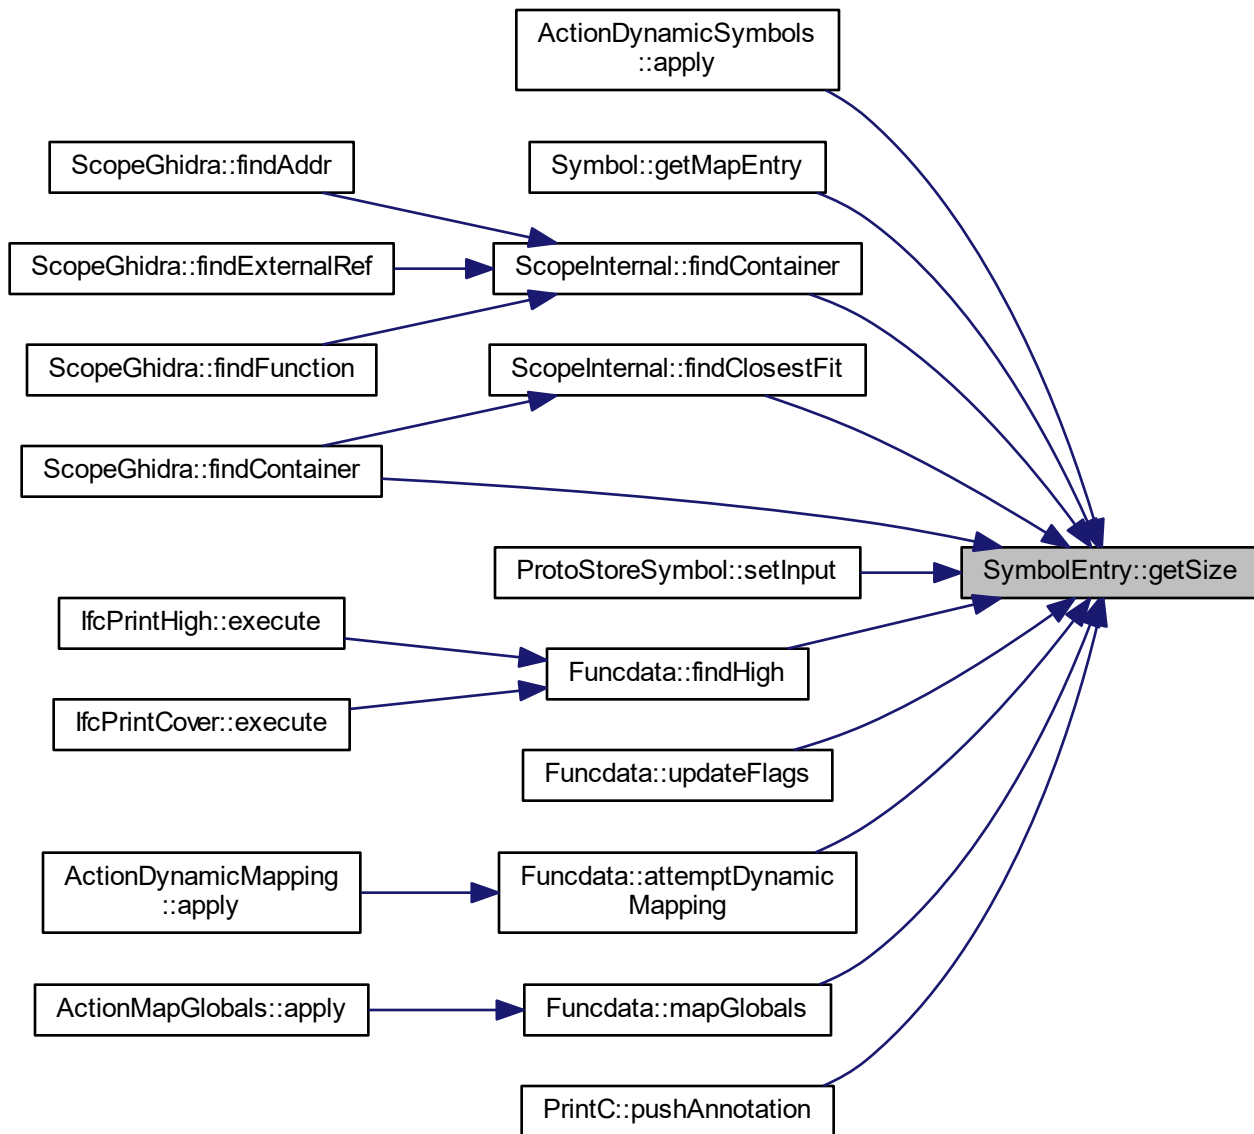 ActionDynamicSymbols
::apply
Symbol::getMapEntry
ScopeGhidra::findAddr
ScopeGhidra::findExternalRef
ScopeInternal::findContainer
ScopeGhidra::findFunction
ScopeInternal::findClosestFit
ScopeGhidra::findContainer
ProtoStoreSymbol::setInput
SymbolEntry::getSize
IfcPrintHigh::execute
Funcdata::findHigh
IfcPrintCover::execute
Funcdata::updateFlags
ActionDynamicMapping
::apply
Funcdata::attemptDynamic
Mapping
ActionMapGlobals::apply
Funcdata::mapGlobals
PrintC::pushAnnotation